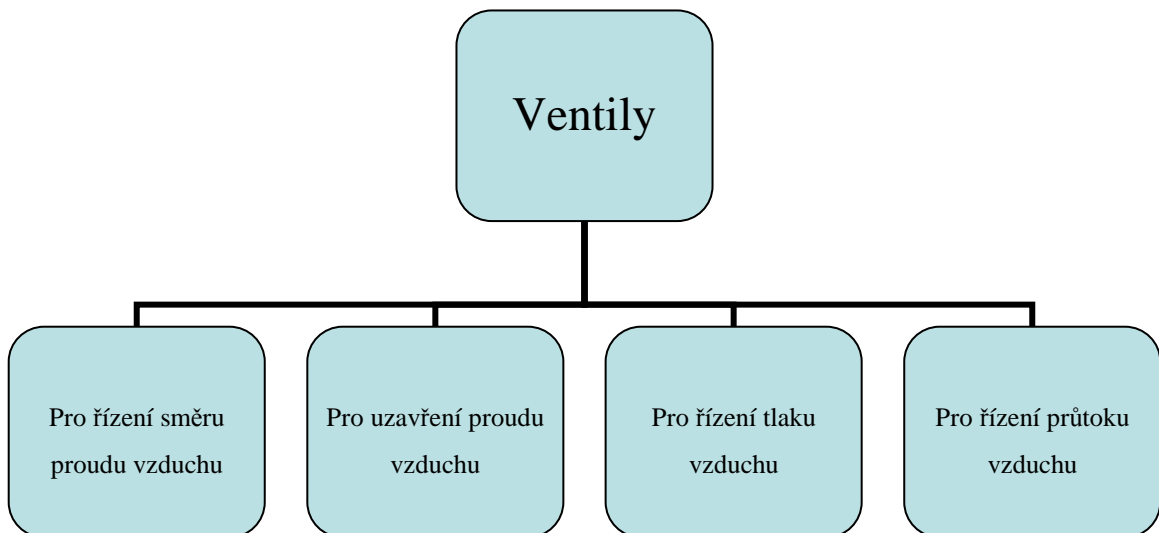 Ventily
Pro řízení směru
proudu vzduchu
Pro uzavření proudu
vzduchu
Pro řízení tlaku
vzduchu
Pro řízení průtoku
vzduchu